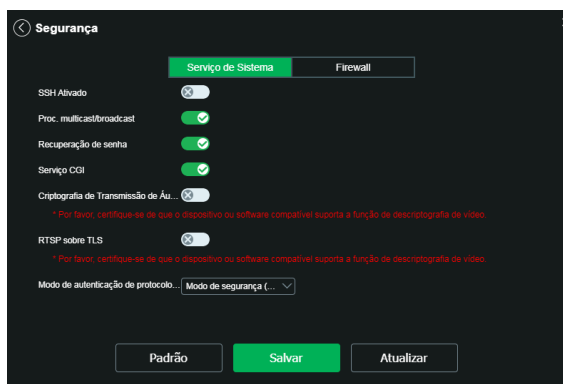 Segurança
Serviço de Sistema Firewall
SSH Ativado
Proc. multicast/broadcast
Recuperação de senha
Serviço CGI
Criptografia de Transmissão de Áu...
* Por favor, certifique-se de que o dispositivo ou software compatível suporta a função de descriptografia de vídeo.
RTSP sobre TLS
* Por favor, certifique-se de que o dispositivo ou software compatível suporta a função de descriptografia de vídeo.
Modo de autenticação de protocolo... Modo de segurança (...
Padrão Salvar Atualizar